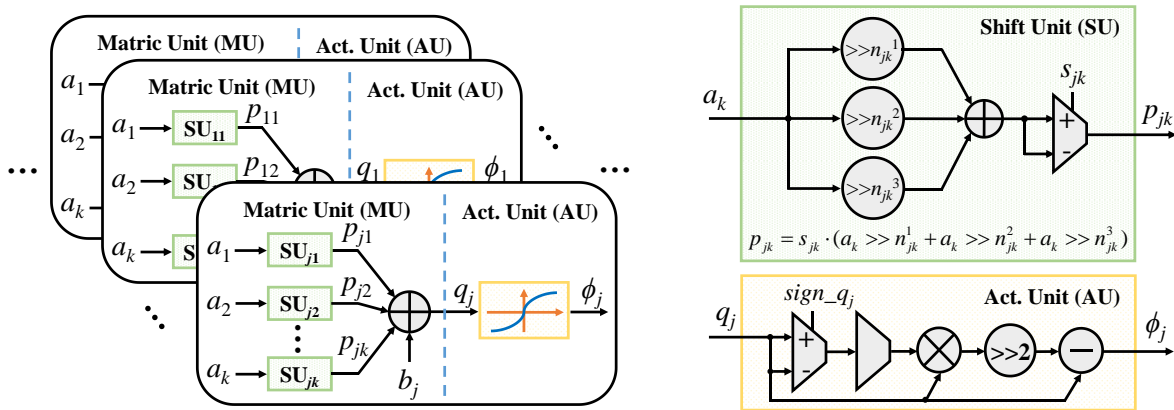 Matric Unit (MU) Act. Unit (AU)
a₁
a₂
aₖ
Matric Unit (MU) Act. Unit (AU)
a₁ SU₁₁ p₁₁
a₂ SU p₁₂ q₁ ϕ₁
aₖ S
Matric Unit (MU) Act. Unit (AU)
a₁ SUⱼ₁ pⱼ₁
a₂ SUⱼ₂ pⱼ₂ qⱼ ϕⱼ
aₖ SUⱼₖ pⱼₖ bⱼ
... ...
Shift Unit (SU)
>>nⱼₖ¹
sⱼₖ
aₖ >>nⱼₖ² + - pⱼₖ
>>nⱼₖ³
pⱼₖ = sⱼₖ · (aₖ >> nⱼₖ¹ + aₖ >> nⱼₖ² + aₖ >> nⱼₖ³)
sign_qⱼ Act. Unit (AU)
qⱼ + - >>2 − ϕⱼ